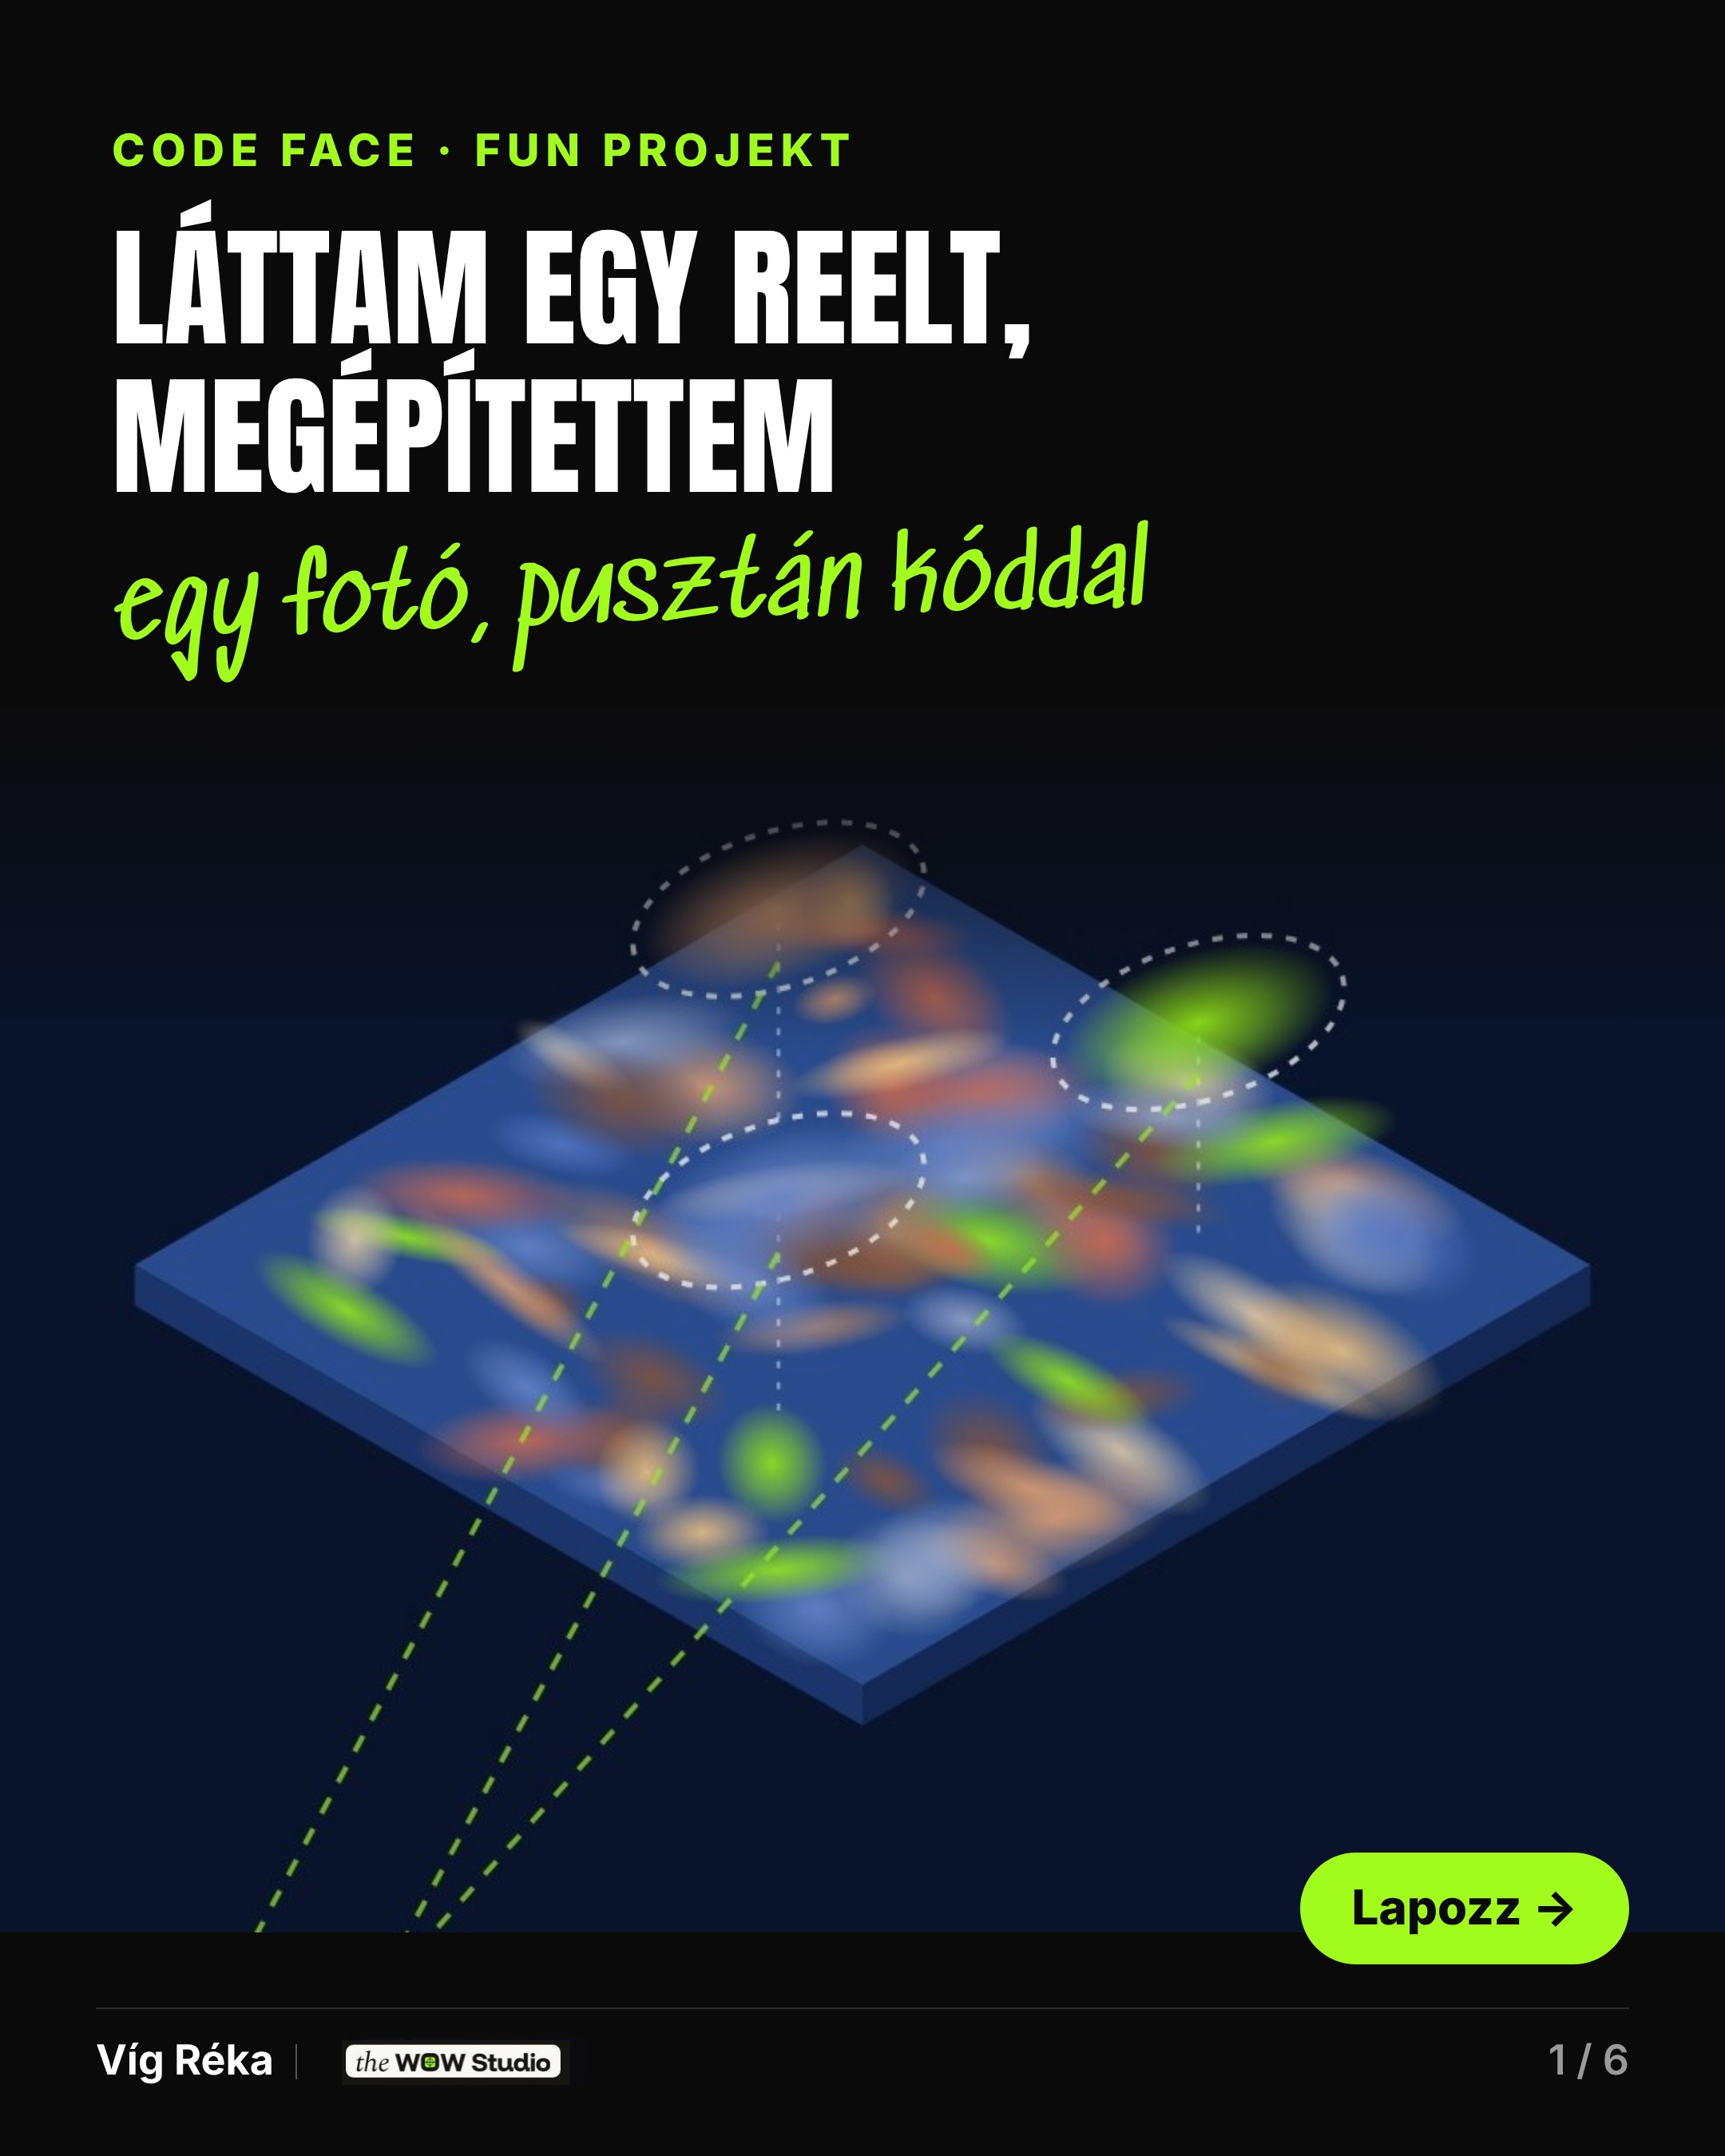 CODE FACE · FUN PROJEKT
LÁTTAM EGY REELT,
MEGÉPÍTETTEM
egy fotó, pusztán kóddal
Lapozz →
Víg Réka
the WOW Studio
1 / 6